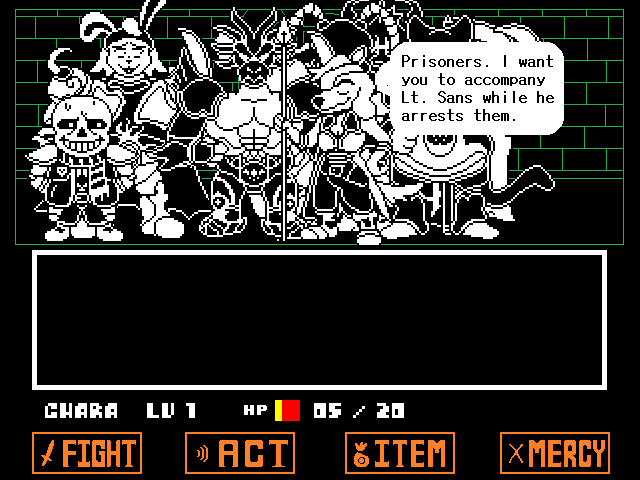 Prisoners. I want
you to accompany
Lt. Sans while he
arrests them.
CHARA LV 1 HP 05 / 20
FIGHT ACT ITEM MERCY